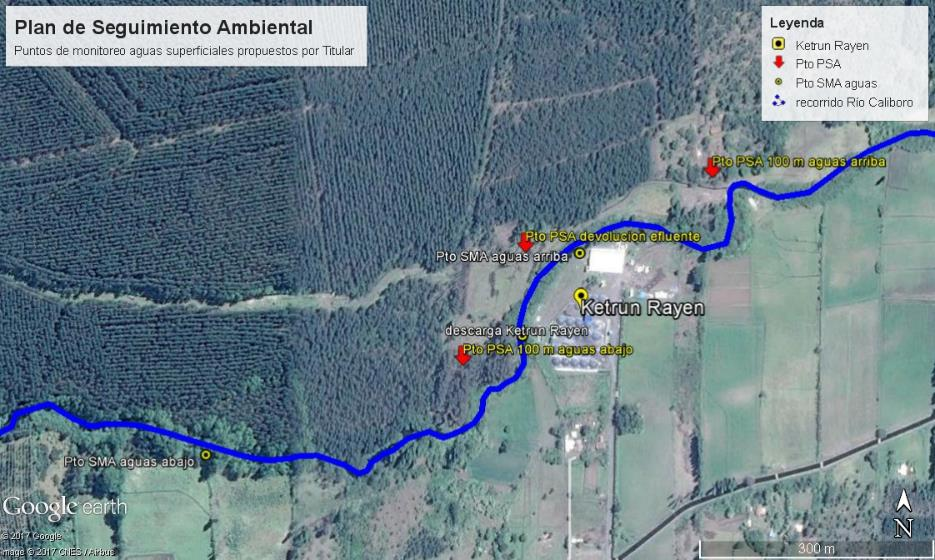 Plan de Seguimiento Ambiental
Puntos de monitoreo aguas superficiales propuestos por Titular
Leyenda
Ketrun Rayen
Pto PSA
Pto SMA aguas
recorrido Río Caliboro
Pto PSA 100 m aguas arriba
Pto PSA devolucion efluente
Pto SMA aguas arriba
Ketrun Rayen
descarga Ketrun Rayen
Pto PSA 100 m aguas abajo
Pto SMA aguas abajo
Google earth
© 2017 Google
Image © 2017 CNES / Airbus
N
300 m